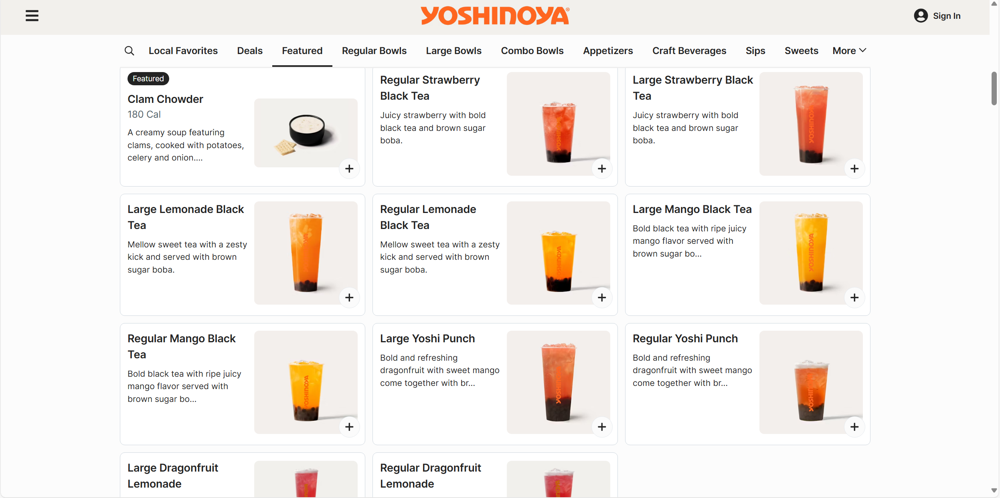 YOSHINOYA®
Sign In
Local Favorites
Deals
Featured
Regular Bowls
Large Bowls
Combo Bowls
Appetizers
Craft Beverages
Sips
Sweets
More
Featured
Clam Chowder
180 Cal
A creamy soup featuring
clams, cooked with potatoes,
celery and onion....
Regular Strawberry
Black Tea
Juicy strawberry with bold
black tea and brown sugar
boba.
YOSHINOYA
Large Strawberry Black
Tea
Juicy strawberry with bold
black tea and brown sugar
boba.
YOSHINOYA
Large Lemonade Black
Tea
Mellow sweet tea with a zesty
kick and served with brown
sugar boba.
Regular Lemonade
Black Tea
Mellow sweet tea with a zesty
kick and served with brown
sugar boba.
YOSHINOYA
Large Mango Black Tea
Bold black tea with ripe juicy
mango flavor served with
brown sugar bo...
YOSHINOYA
Regular Mango Black
Tea
Bold black tea with ripe juicy
mango flavor served with
brown sugar bo...
YOSHINOYA
Large Yoshi Punch
Bold and refreshing
dragonfruit with sweet mango
come together with br...
YOSHINOYA
Regular Yoshi Punch
Bold and refreshing
dragonfruit with sweet mango
come together with br...
YOSHINOYA
Large Dragonfruit
Lemonade
Regular Dragonfruit
Lemonade